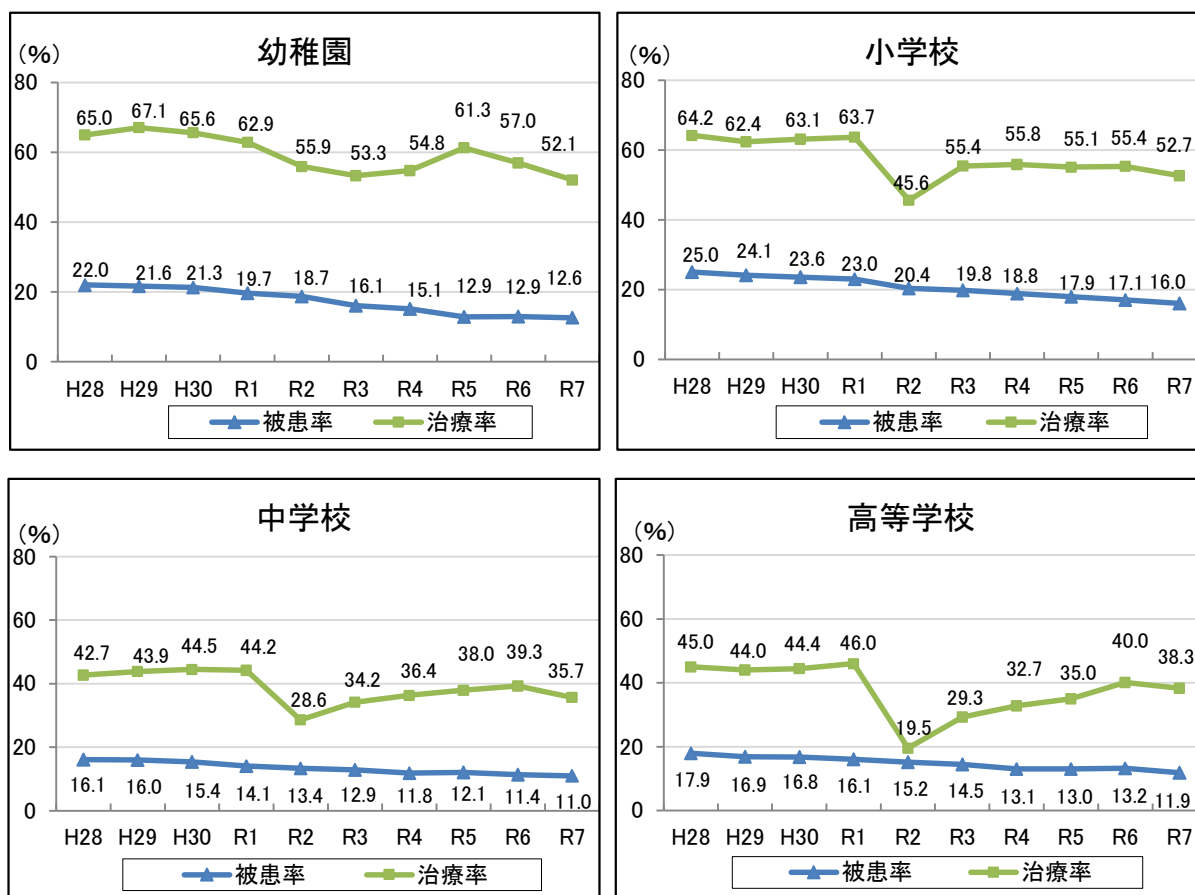 幼稚園
(%)
80
60
40
20
0
65.0 67.1 65.6 62.9 55.9 53.3 54.8 61.3 57.0 52.1
22.0 21.6 21.3 19.7 18.7 16.1 15.1 12.9 12.9 12.6
H28 H29 H30 R1 R2 R3 R4 R5 R6 R7
被患率 治療率
小学校
(%)
80
60
40
20
0
64.2 62.4 63.1 63.7 45.6 55.4 55.8 55.1 55.4 52.7
25.0 24.1 23.6 23.0 20.4 19.8 18.8 17.9 17.1 16.0
H28 H29 H30 R1 R2 R3 R4 R5 R6 R7
被患率 治療率
中学校
(%)
80
60
40
20
0
42.7 43.9 44.5 44.2 28.6 34.2 36.4 38.0 39.3 35.7
16.1 16.0 15.4 14.1 13.4 12.9 11.8 12.1 11.4 11.0
H28 H29 H30 R1 R2 R3 R4 R5 R6 R7
被患率 治療率
高等学校
(%)
80
60
40
20
0
45.0 44.0 44.4 46.0 19.5 29.3 32.7 35.0 40.0 38.3
17.9 16.9 16.8 16.1 15.2 14.5 13.1 13.0 13.2 11.9
H28 H29 H30 R1 R2 R3 R4 R5 R6 R7
被患率 治療率